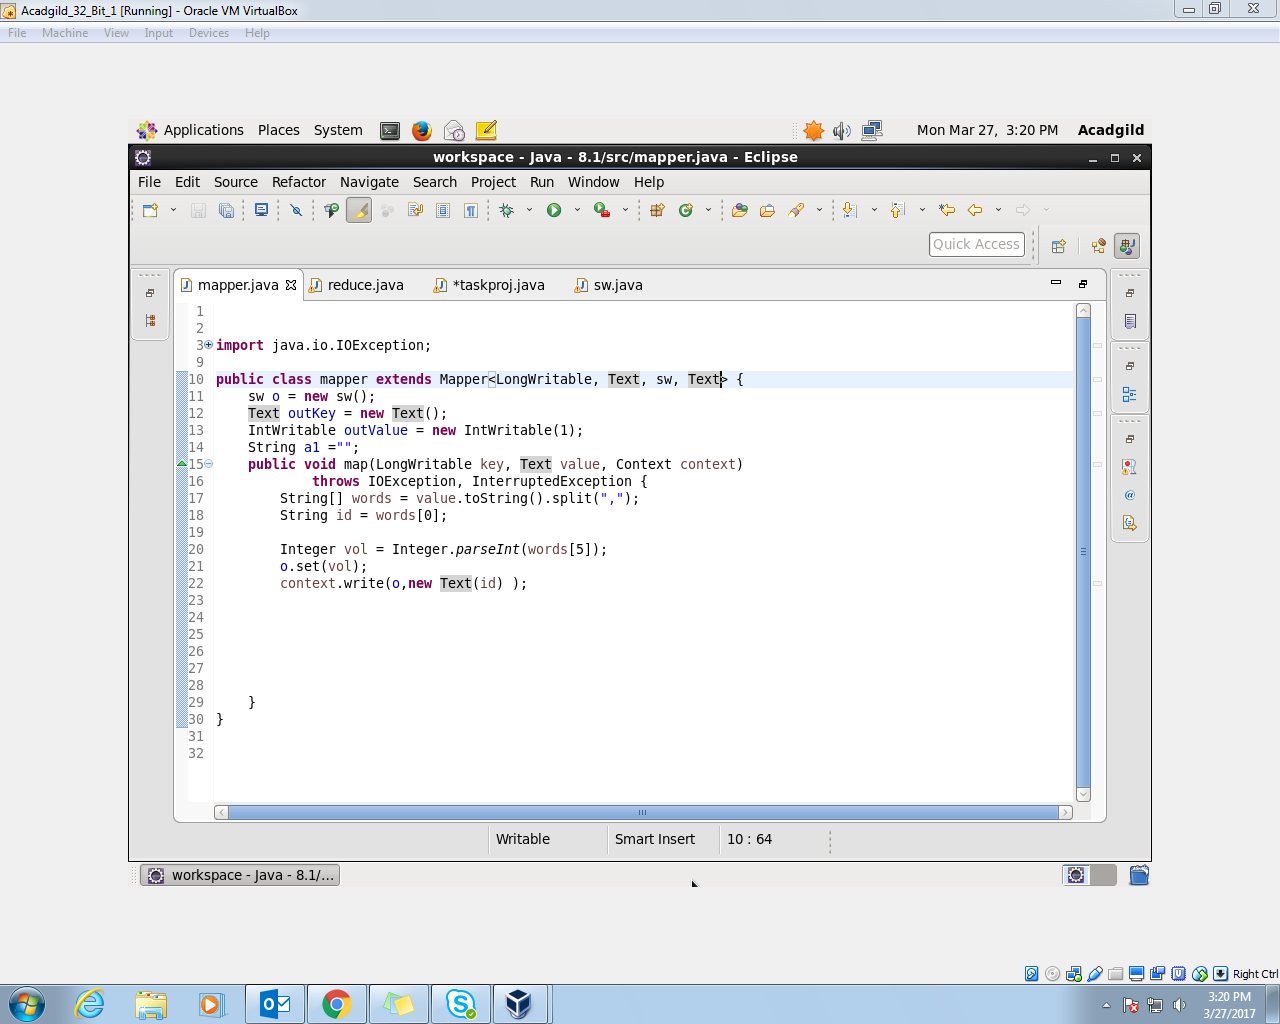 Acadgild_32_Bit_1 [Running] - Oracle VM VirtualBox
File Machine View Input Devices Help
Applications Places System Mon Mar 27, 3:20 PM Acadgild
workspace - Java - 8.1/src/mapper.java - Eclipse
File Edit Source Refactor Navigate Search Project Run Window Help
Quick Access
mapper.java reduce.java *taskproj.java sw.java
1
2
3 import java.io.IOException;
9
10 public class mapper extends Mapper<LongWritable, Text, sw, Text> {
11 sw o = new sw();
12 Text outKey = new Text();
13 IntWritable outValue = new IntWritable(1);
14 String a1 ="";
15 public void map(LongWritable key, Text value, Context context)
16 throws IOException, InterruptedException {
17 String[] words = value.toString().split(",");
18 String id = words[0];
19
20 Integer vol = Integer.parseInt(words[5]);
21 o.set(vol);
22 context.write(o,new Text(id) );
23
24
25
26
27
28
29 }
30 }
31
32
Writable Smart Insert 10 : 64
workspace - Java - 8.1/...
Right Ctrl
3:20 PM
3/27/2017